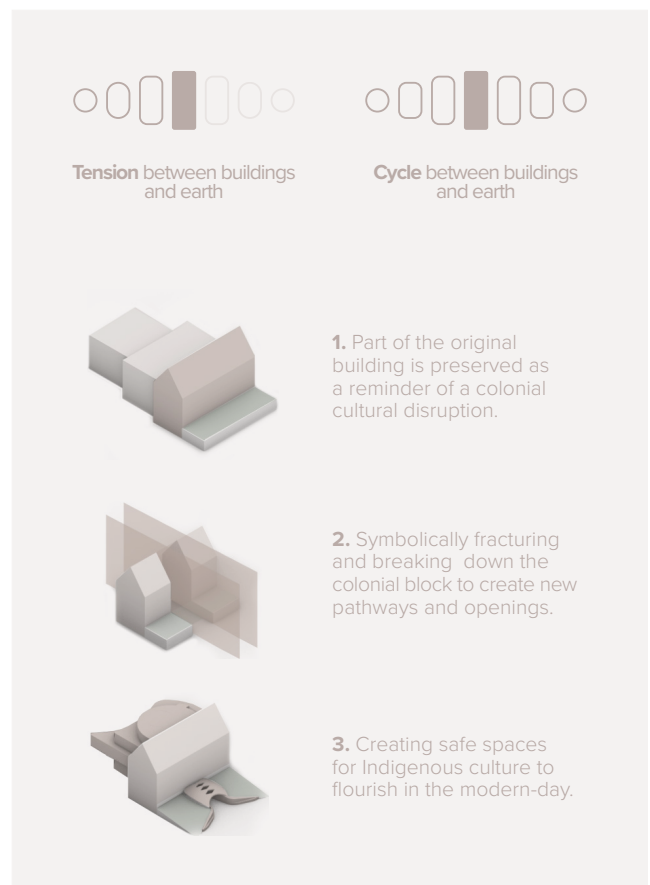 Tension between buildings
and earth
Cycle between buildings
and earth
1. Part of the original
building is preserved as
a reminder of a colonial
cultural disruption.
2. Symbolically fracturing
and breaking  down the
colonial block to create new
pathways and openings.
3. Creating safe spaces
for Indigenous culture to
flourish in the modern-day.